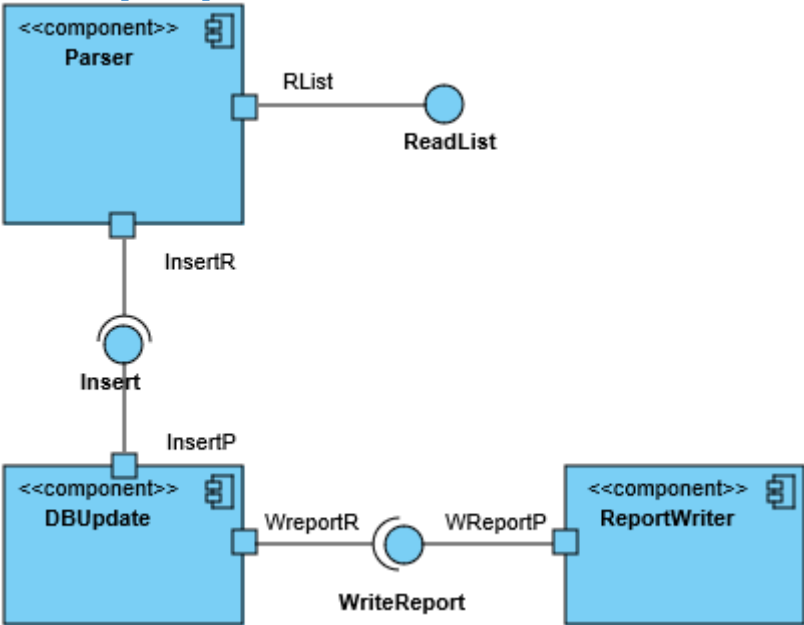 <<component>>
Parser
RList
ReadList
InsertR
Insert
InsertP
<<component>>
DBUpdate
WreportR
WReportP
<<component>>
ReportWriter
WriteReport